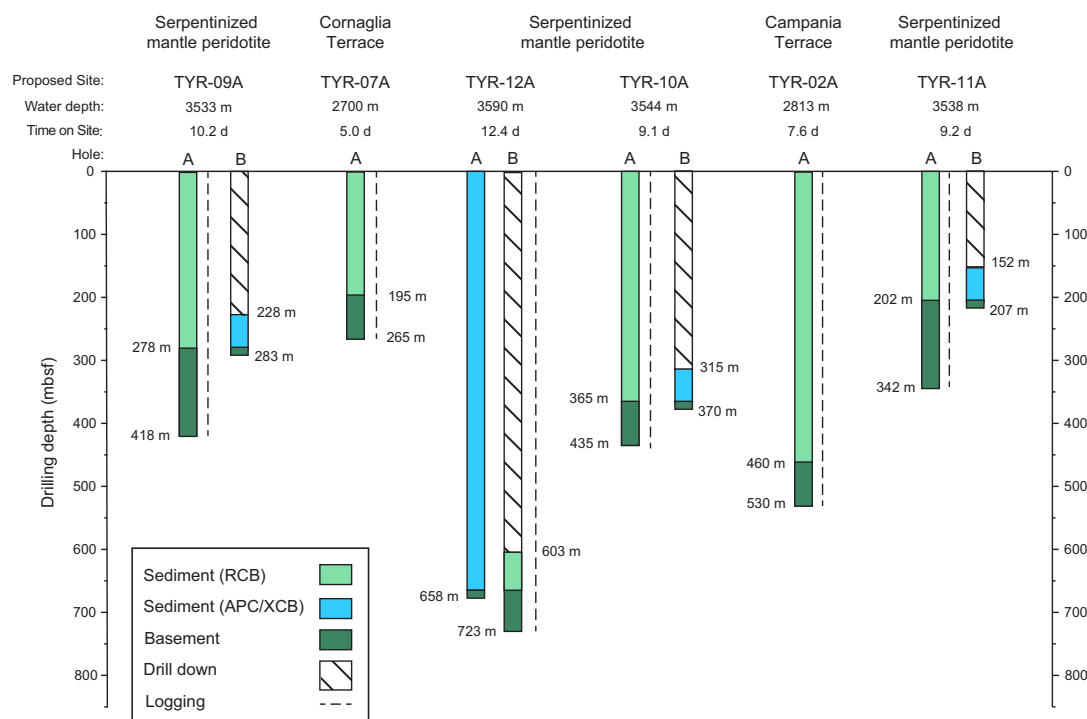 Serpentinized
mantle peridotite
Cornaglia
Terrace
Serpentinized
mantle peridotite
Campania
Terrace
Serpentinized
mantle peridotite
Proposed Site: TYR-09A TYR-07A TYR-12A TYR-10A TYR-02A TYR-11A
Water depth: 3533 m 2700 m 3590 m 3544 m 2813 m 3538 m
Time on Site: 10.2 d 5.0 d 12.4 d 9.1 d 7.6 d 9.2 d
Hole: A B A A B A B A A B
0 0
100 100
152 m
200 195 m 202 m 200
228 m 207 m
265 m
278 m 283 m
300 315 m 300
342 m
365 m 370 m
400 400
418 m 435 m
460 m
500 500
530 m
600 603 m 600
658 m
700 700
723 m
800 800
Drilling depth (mbsf)
Sediment (RCB)
Sediment (APC/XCB)
Basement
Drill down
Logging